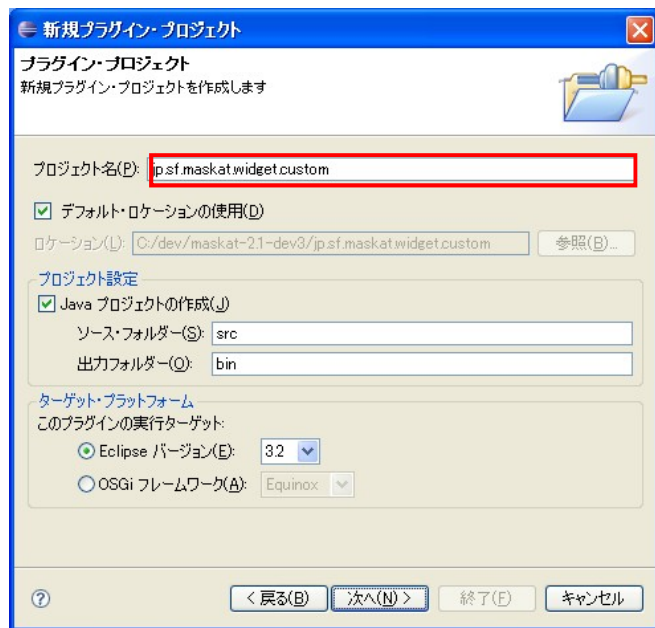 新規プラグイン・プロジェクト
プラグイン・プロジェクト
新規プラグイン・プロジェクトを作成します
プロジェクト名(P): jp.sf.maskat.widget.custom
デフォルト・ロケーションの使用(D)
ロケーション(L): C:/dev/maskat-2.1-dev3/jp.sf.maskat.widget.custom 参照(B)...
プロジェクト設定
Java プロジェクトの作成(J)
ソース・フォルダー(S): src
出力フォルダー(O): bin
ターゲット・プラットフォーム
このプラグインの実行ターゲット:
Eclipse バージョン(E): 3.2
OSGi フレームワーク(A): Equinox
? < 戻る(B) 次へ(N) > 終了(F) キャンセル